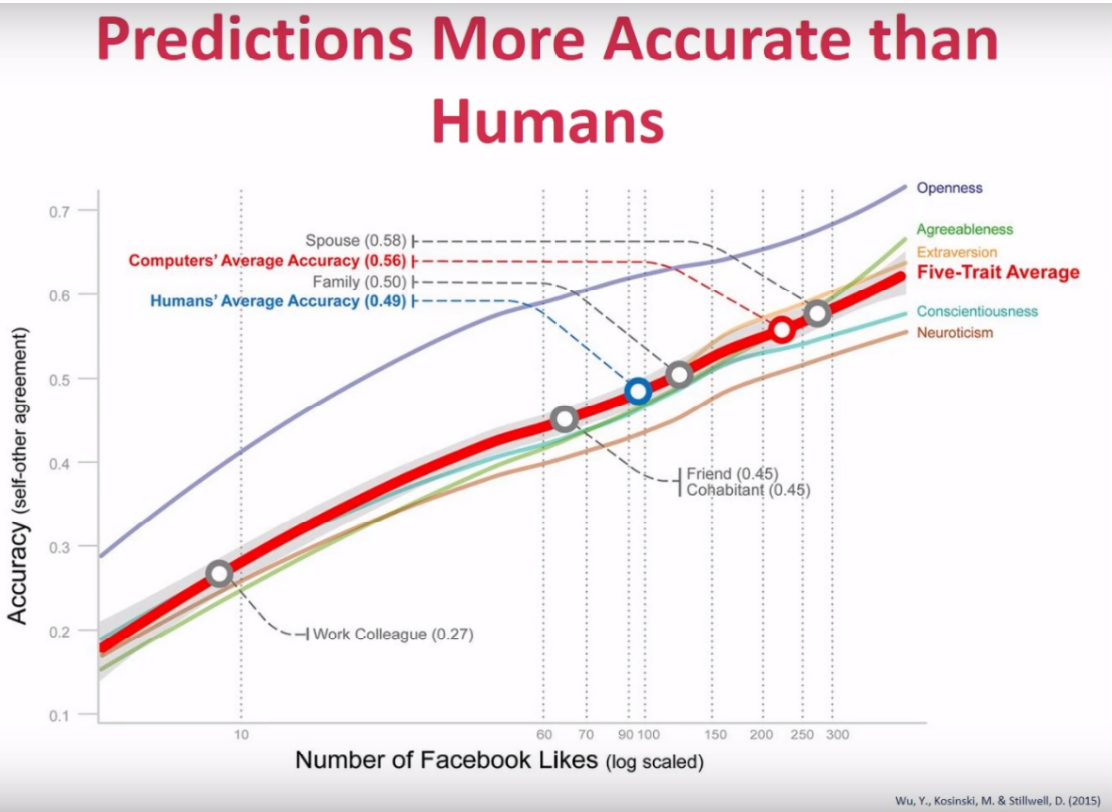 Predictions More Accurate than
Humans
Openness
Agreeableness
Extraversion
Five-Trait Average
Conscientiousness
Neuroticism
Spouse (0.58)
Computers' Average Accuracy (0.56)
Family (0.50)
Humans' Average Accuracy (0.49)
Friend (0.45)
Cohabitant (0.45)
Work Colleague (0.27)
Accuracy (self-other agreement)
0.7
0.6
0.5
0.4
0.3
0.2
0.1
10 60 70 90 100 150 200 250 300
Number of Facebook Likes (log scaled)
Wu, Y., Kosinski, M. & Stillwell, D. (2015)